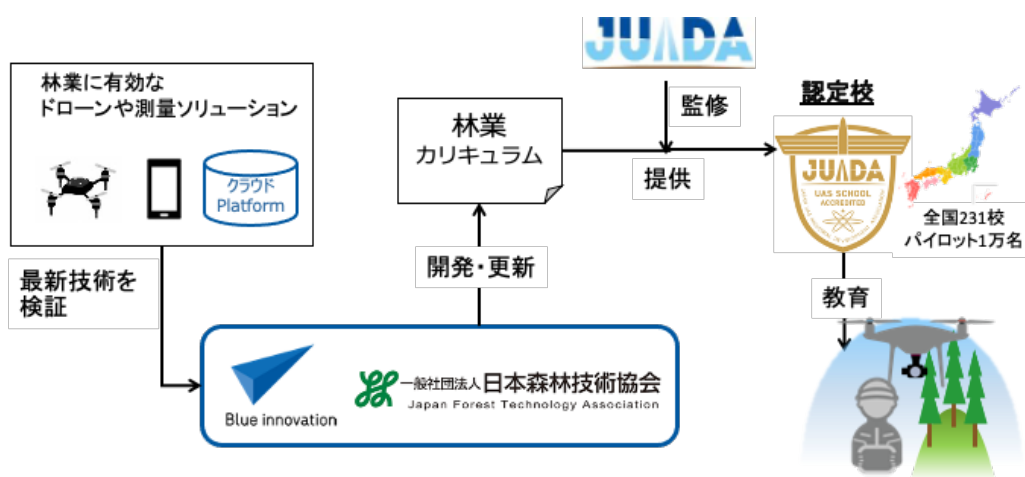 JUIDA
林業に有効な
ドローンや測量ソリューション
クラウド
Platform
最新技術を
検証
林業
カリキュラム
開発・更新
監修
提供
認定校
JUIDA
UAS SCHOOL
ACCREDITED
全国231校
パイロット1万名
教育
Blue innovation
一般社団法人日本森林技術協会
Japan Forest Technology Association